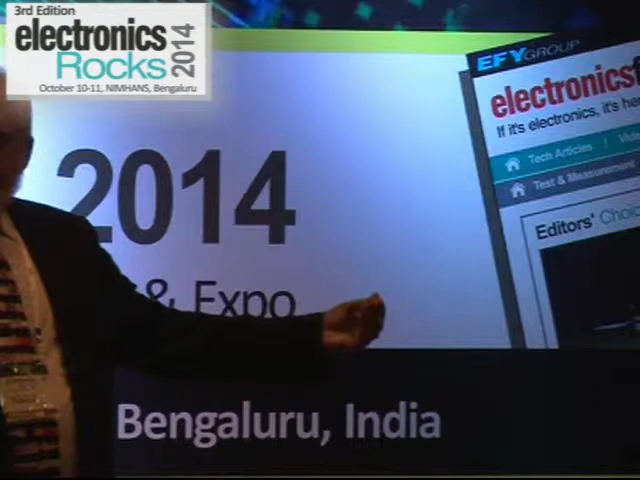 3rd Edition
electronics
Rocks 2014
October 10-11, NIMHANS, Bengaluru
2014
& Expo
Bengaluru, India
EFY GROUP
electronicsf
If it's electronics, it's he
Tech Articles |
Test & Measurement
Editors' Choic